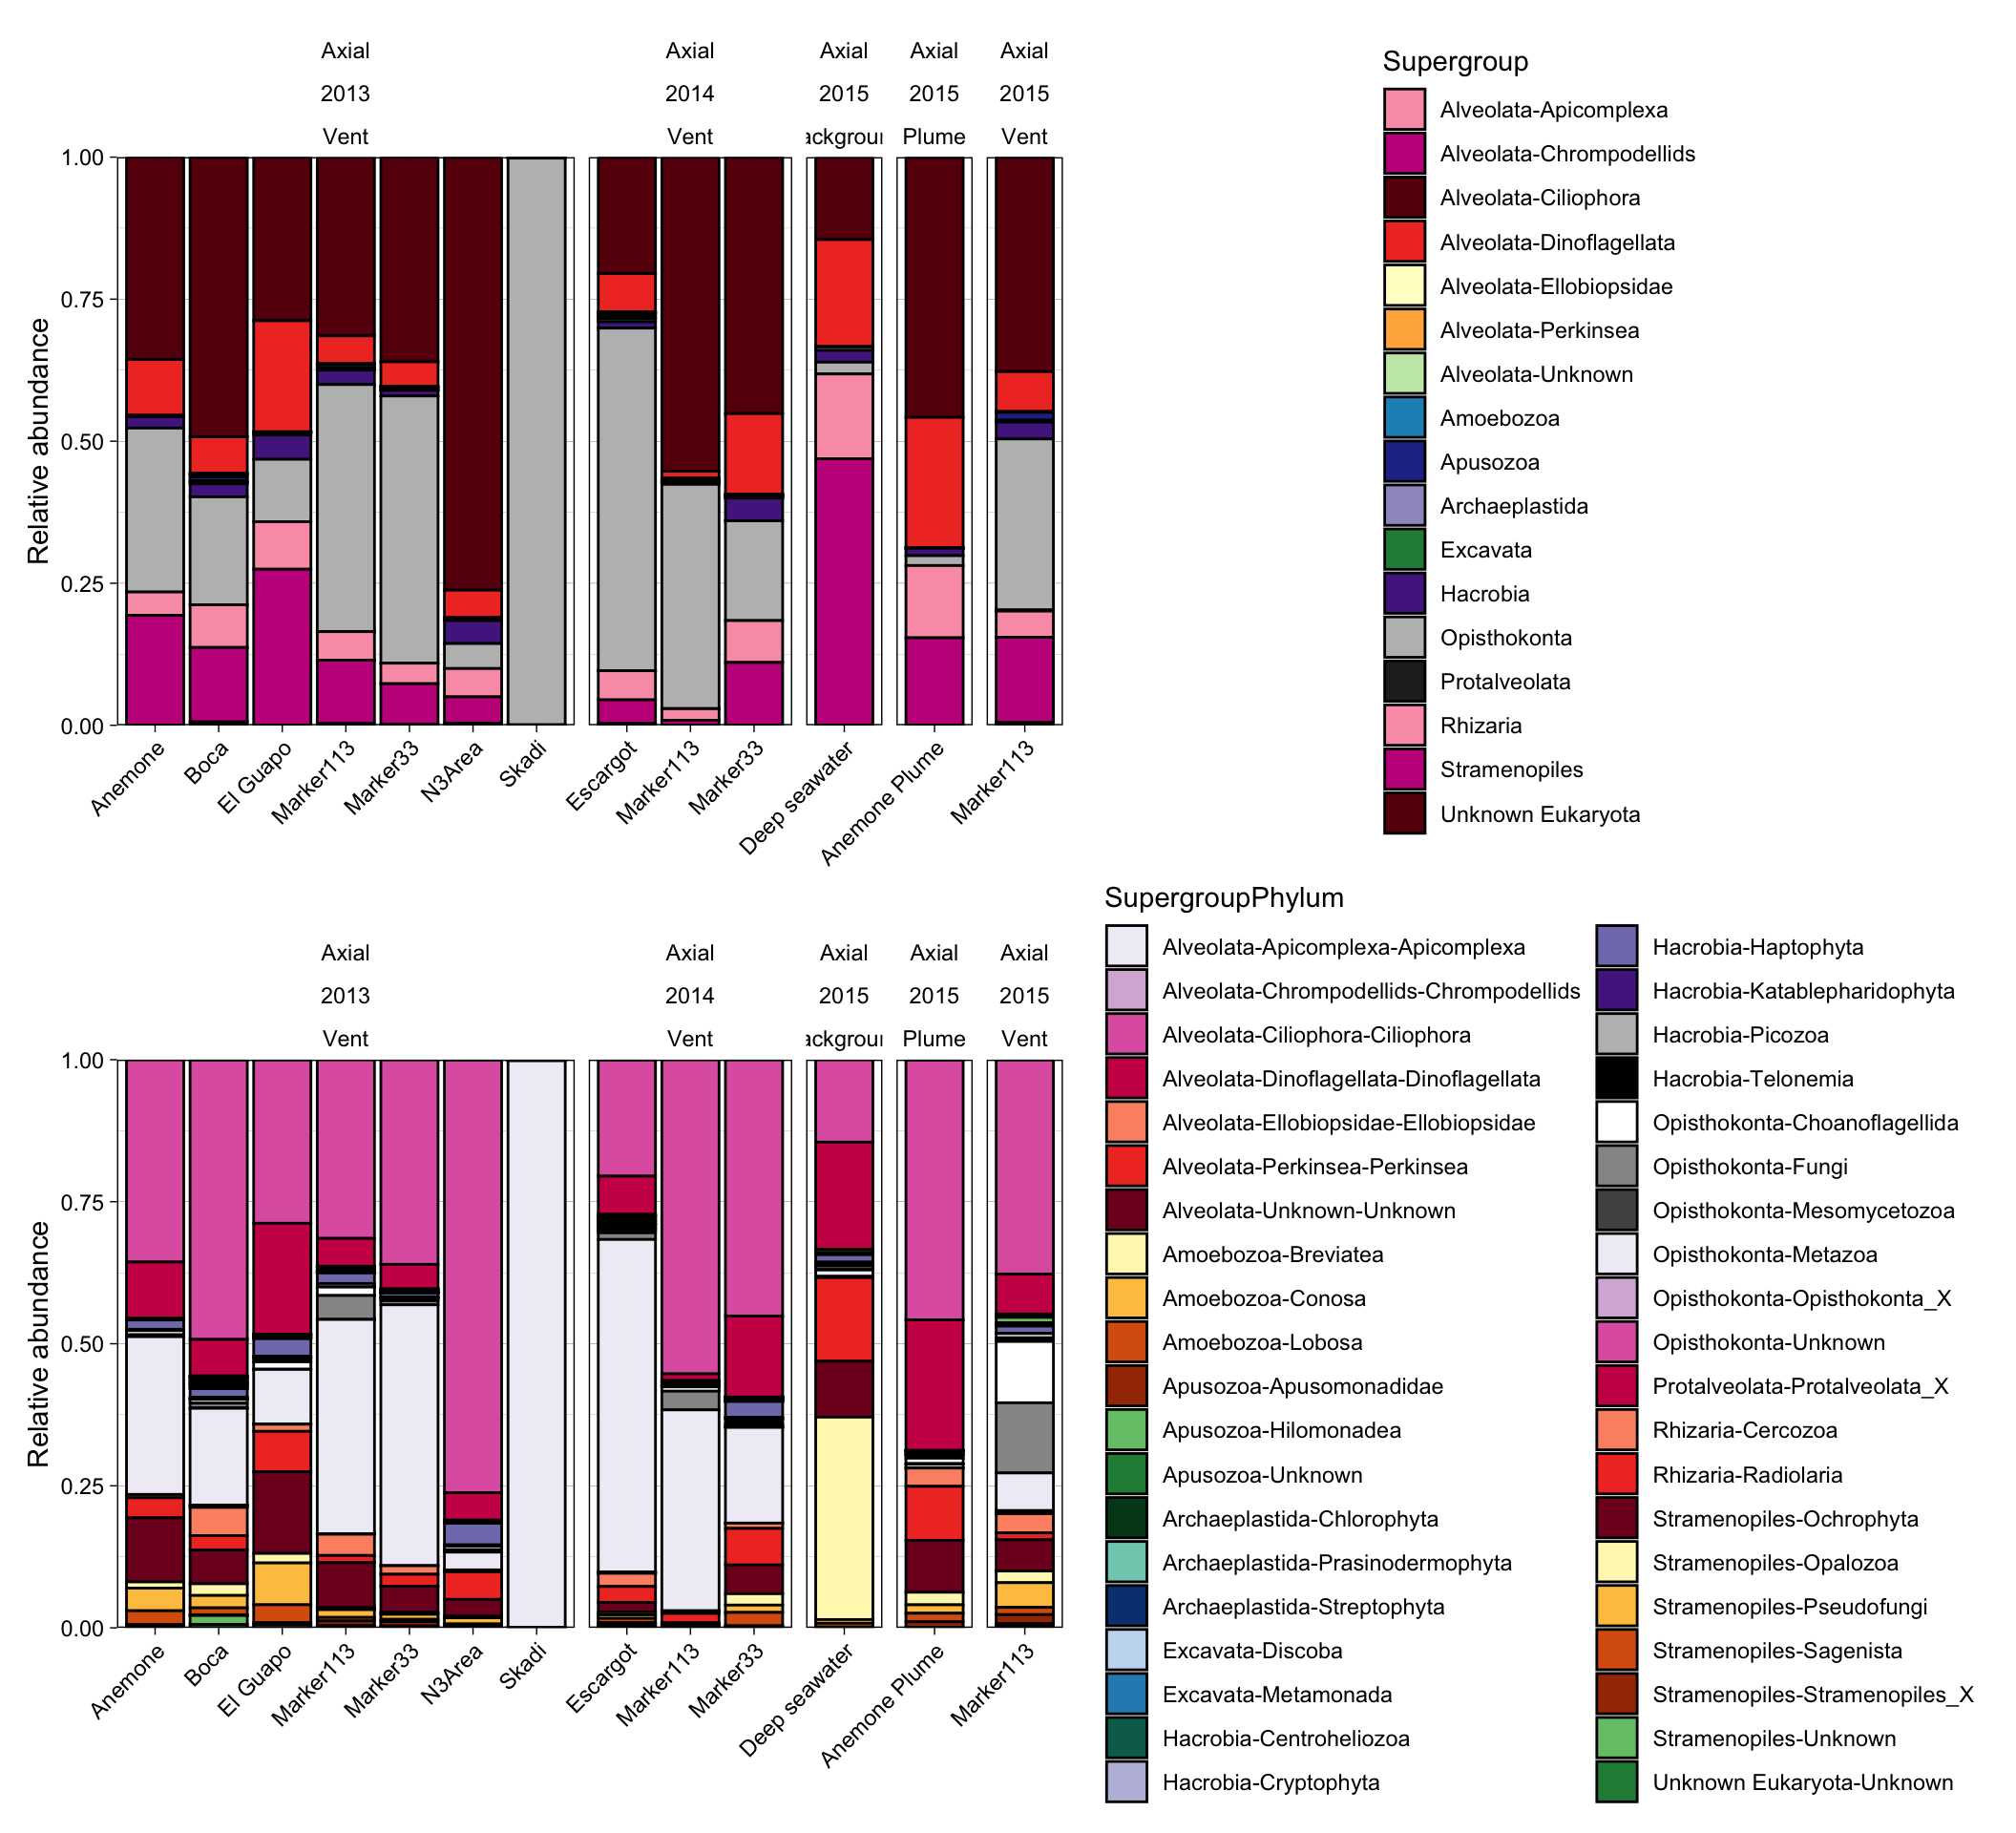 Axial
2013
Vent
Axial
2014
Vent
Axial
2015
ackgroun
Axial
2015
Plume
Axial
2015
Vent
Relative abundance
1.00
0.75
0.50
0.25
0.00
Anemone
Boca
El Guapo
Marker113
Marker33
N3Area
Skadi
Escargot
Marker113
Marker33
Deep seawater
Anemone Plume
Marker113
Supergroup
Alveolata-Apicomplexa
Alveolata-Chrompodellids
Alveolata-Ciliophora
Alveolata-Dinoflagellata
Alveolata-Ellobiopsidae
Alveolata-Perkinsea
Alveolata-Unknown
Amoebozoa
Apusozoa
Archaeplastida
Excavata
Hacrobia
Opisthokonta
Protalveolata
Rhizaria
Stramenopiles
Unknown Eukaryota
Axial
2013
Vent
Axial
2014
Vent
Axial
2015
ackgroun
Axial
2015
Plume
Axial
2015
Vent
Relative abundance
1.00
0.75
0.50
0.25
0.00
Anemone
Boca
El Guapo
Marker113
Marker33
N3Area
Skadi
Escargot
Marker113
Marker33
Deep seawater
Anemone Plume
Marker113
SupergroupPhylum
Alveolata-Apicomplexa-Apicomplexa
Alveolata-Chrompodellids-Chrompodellids
Alveolata-Ciliophora-Ciliophora
Alveolata-Dinoflagellata-Dinoflagellata
Alveolata-Ellobiopsidae-Ellobiopsidae
Alveolata-Perkinsea-Perkinsea
Alveolata-Unknown-Unknown
Amoebozoa-Breviatea
Amoebozoa-Conosa
Amoebozoa-Lobosa
Apusozoa-Apusomonadidae
Apusozoa-Hilomonadea
Apusozoa-Unknown
Archaeplastida-Chlorophyta
Archaeplastida-Prasinodermophyta
Archaeplastida-Streptophyta
Excavata-Discoba
Excavata-Metamonada
Hacrobia-Centroheliozoa
Hacrobia-Cryptophyta
Hacrobia-Haptophyta
Hacrobia-Katablepharidophyta
Hacrobia-Picozoa
Hacrobia-Telonemia
Opisthokonta-Choanoflagellida
Opisthokonta-Fungi
Opisthokonta-Mesomycetozoa
Opisthokonta-Metazoa
Opisthokonta-Opisthokonta_X
Opisthokonta-Unknown
Protalveolata-Protalveolata_X
Rhizaria-Cercozoa
Rhizaria-Radiolaria
Stramenopiles-Ochrophyta
Stramenopiles-Opalozoa
Stramenopiles-Pseudofungi
Stramenopiles-Sagenista
Stramenopiles-Stramenopiles_X
Stramenopiles-Unknown
Unknown Eukaryota-Unknown